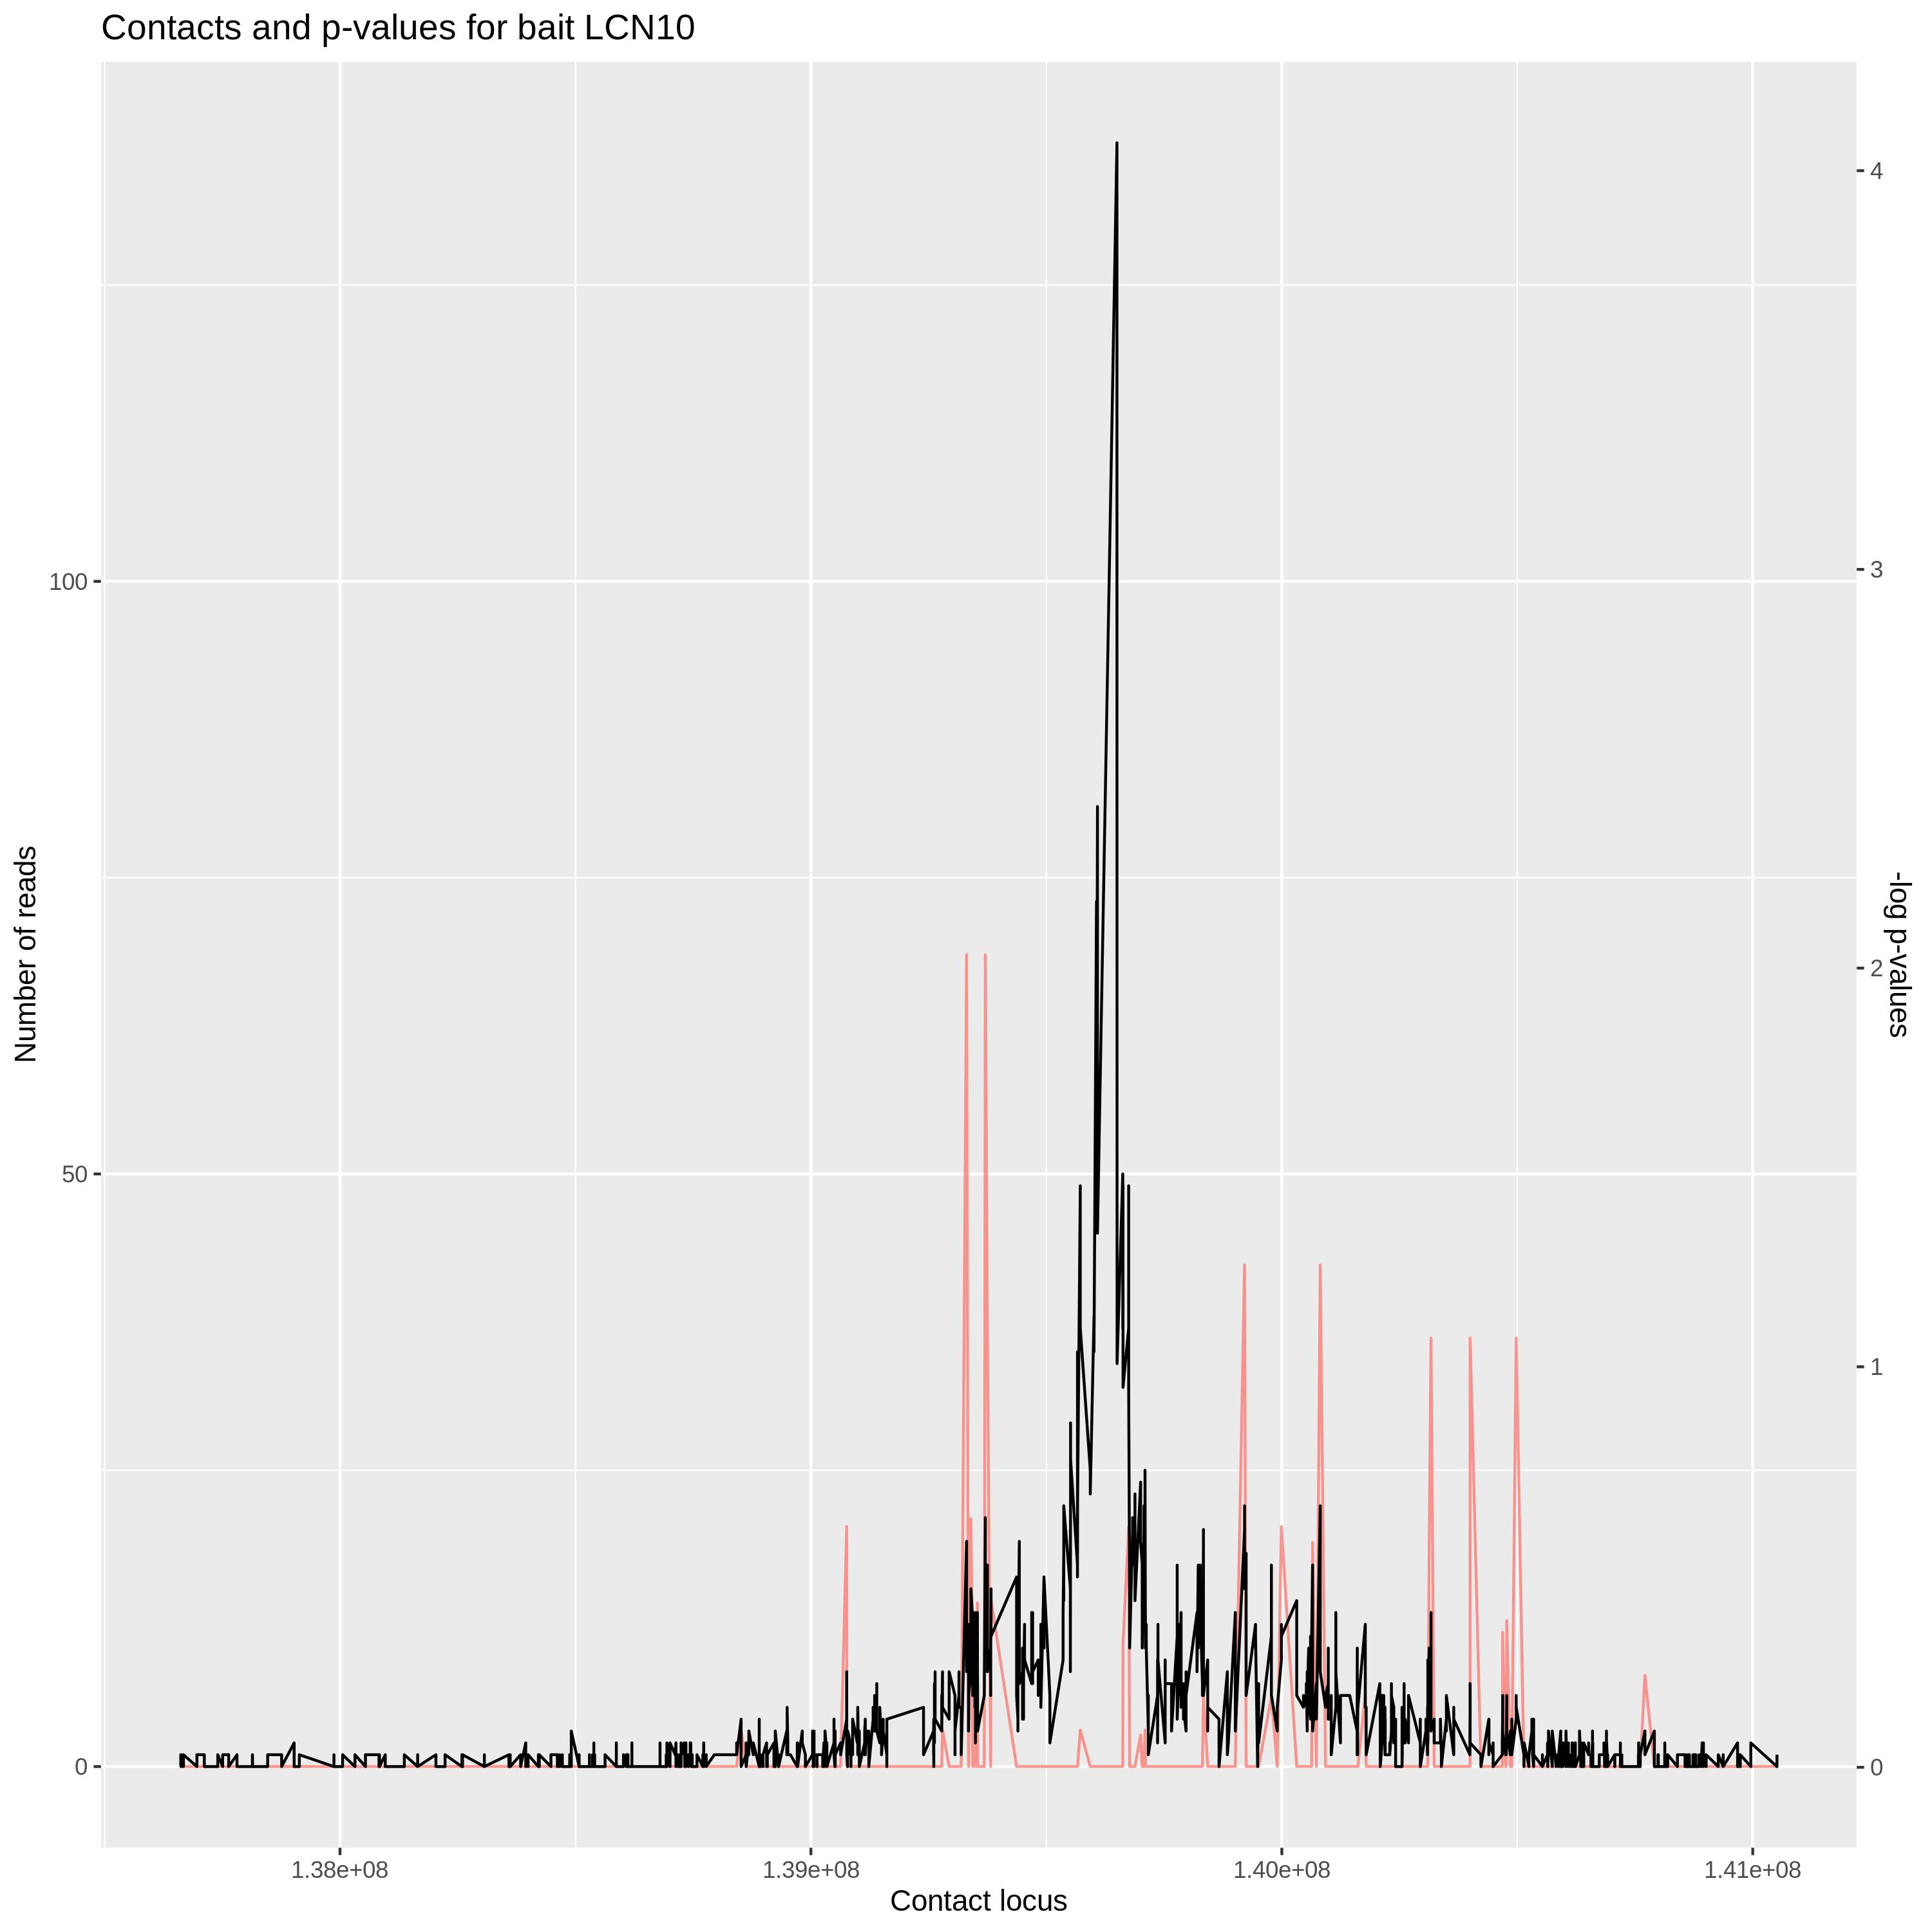 Contacts and p-values for bait LCN10
Number of reads
100
50
0
4
3
2
1
0
-log p-values
1.38e+08
1.39e+08
1.40e+08
1.41e+08
Contact locus